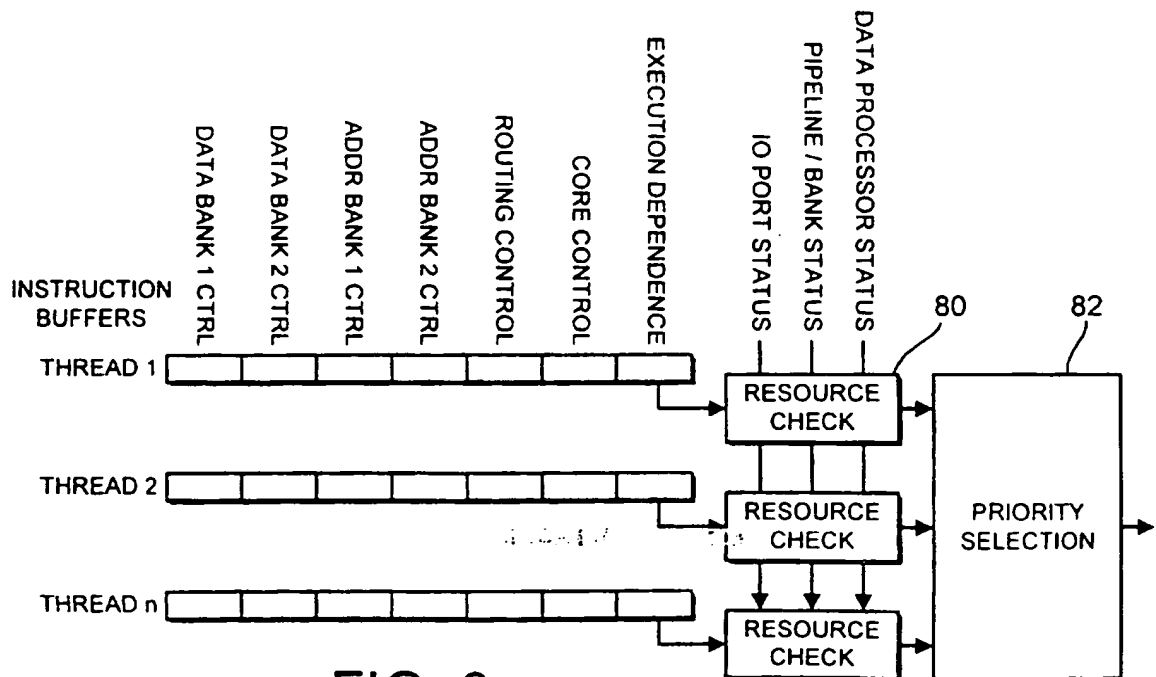 DATA BANK 1 CTRL
DATA BANK 2 CTRL
ADDR BANK 1 CTRL
ADDR BANK 2 CTRL
ROUTING CONTROL
CORE CONTROL
EXECUTION DEPENDENCE
IO PORT STATUS
PIPELINE / BANK STATUS
DATA PROCESSOR STATUS
80
82
INSTRUCTION
BUFFERS
THREAD 1
RESOURCE
CHECK
THREAD 2
RESOURCE
CHECK
PRIORITY
SELECTION
THREAD n
RESOURCE
CHECK